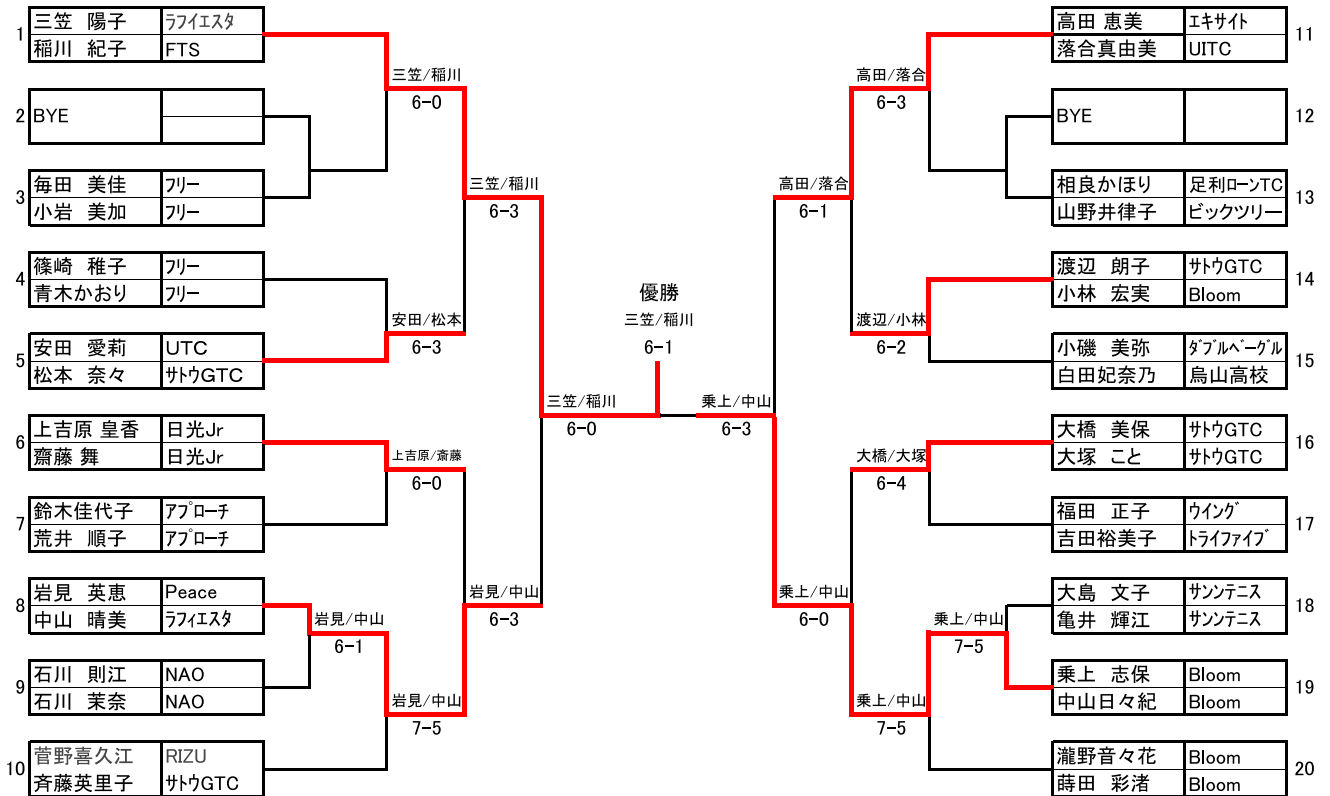 1 三笠 陽子 ラフイエスタ
稲川 紀子 FTS
2 BYE
3 毎田 美佳 フリー
小岩 美加 フリー
4 篠崎 稚子 フリー
青木かおり フリー
5 安田 愛莉 UTC
松本 奈々 サトウGTC
6 上吉原 皇香 日光Jr
齋藤 舞 日光Jr
7 鈴木佳代子 アプローチ
荒井 順子 アプローチ
8 岩見 英恵 Peace
中山 晴美 ラフィエスタ
9 石川 則江 NAO
石川 茉奈 NAO
10 菅野喜久江 RIZU
斉藤英里子 サトウGTC
三笠/稲川
6-0
安田/松本
6-3
上吉原/斎藤
6-0
岩見/中山
6-1
岩見/中山
7-5
三笠/稲川
6-3
岩見/中山
6-3
三笠/稲川
6-0
優勝
三笠/稲川
6-1
乗上/中山
6-3
高田/落合
6-1
乗上/中山
6-0
高田/落合
6-3
渡辺/小林
6-2
大橋/大塚
6-4
乗上/中山
7-5
乗上/中山
7-5
高田 恵美 エキサイト 11
落合真由美 UITC
BYE 12
相良かほり 足利ローンTC 13
山野井律子 ビックツリー
渡辺 朗子 サトウGTC 14
小林 宏実 Bloom
小磯 美弥 ダブルベーグル 15
白田妃奈乃 烏山高校
大橋 美保 サトウGTC 16
大塚 こと サトウGTC
福田 正子 ウイング 17
吉田裕美子 トライファイブ
大島 文子 サンンテニス 18
亀井 輝江 サンンテニス
乗上 志保 Bloom 19
中山日々紀 Bloom
瀧野音々花 Bloom 20
蒔田 彩渚 Bloom